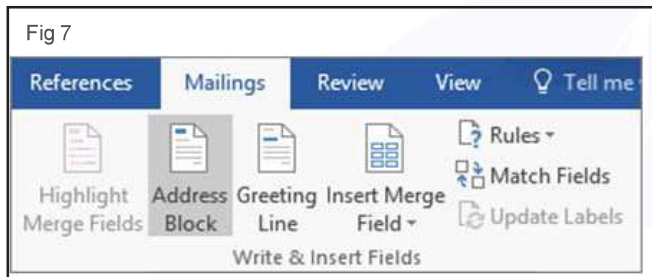 Fig 7
References Mailings Review View Tell me
Highlight Merge Fields
Address Block
Greeting Line
Insert Merge Field
Rules
Match Fields
Update Labels
Write & Insert Fields